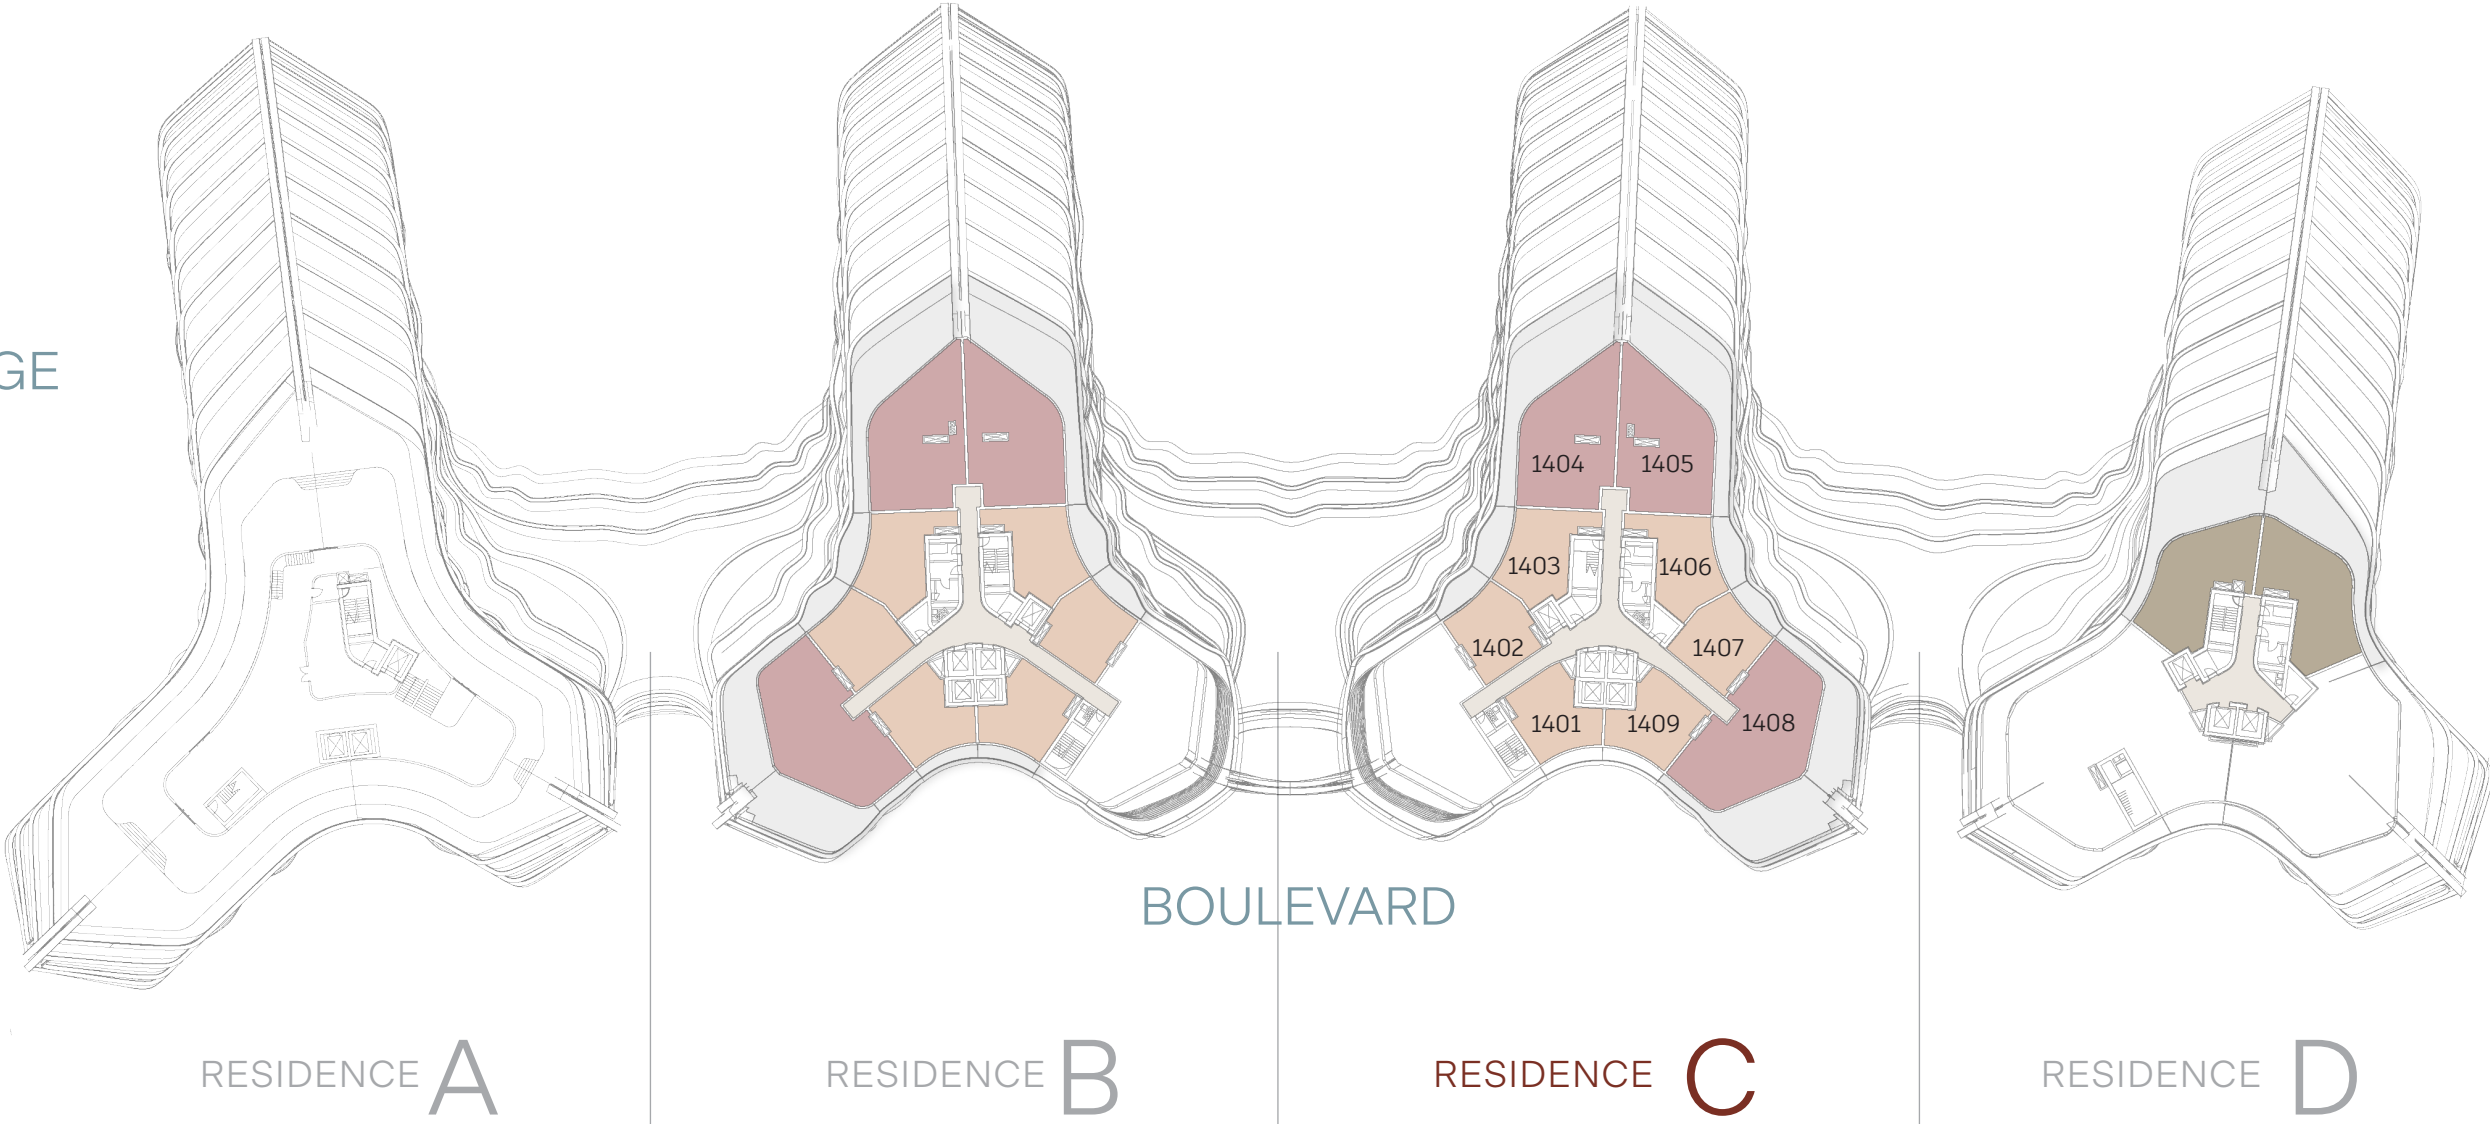 GE
1404 1405
1403 1406
1402 1407
1401 1409 1408
BOULEVARD
RESIDENCE A
RESIDENCE B
RESIDENCE C
RESIDENCE D